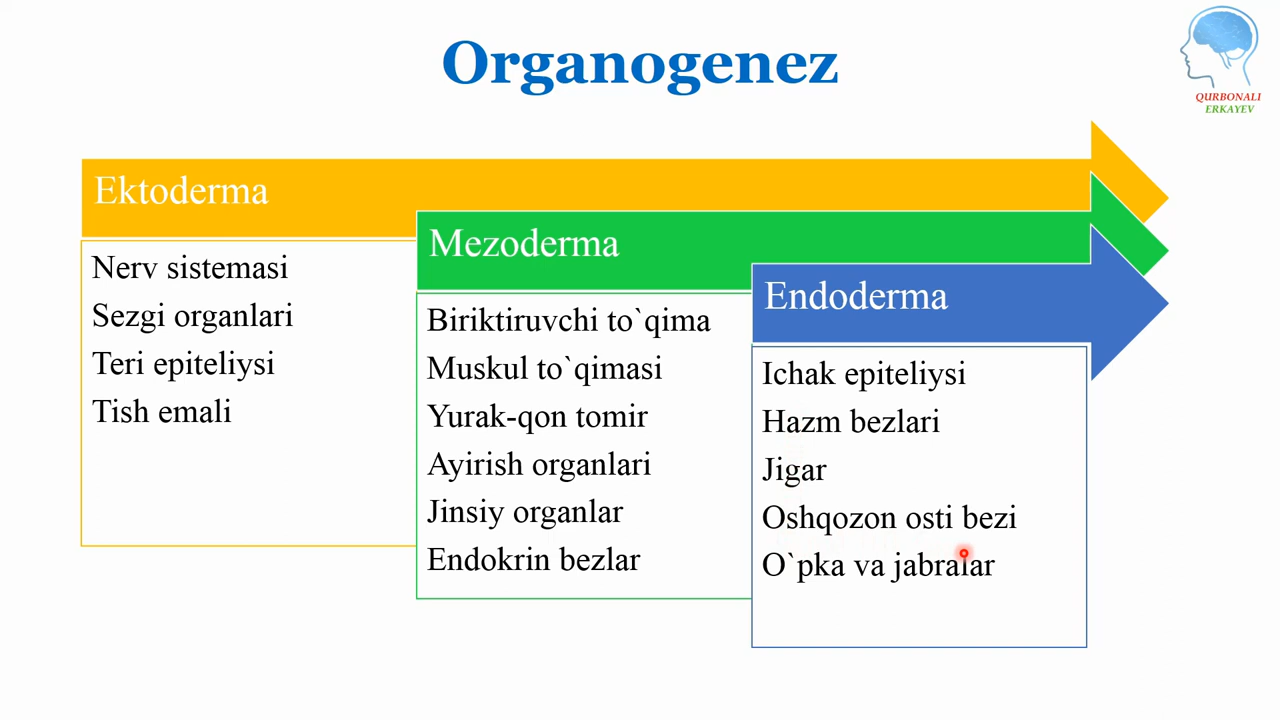 Organogenez
QURBONALI
ERKAYEV
Ektoderma
Nerv sistemasi
Sezgi organlari
Teri epiteliysi
Tish emali
Mezoderma
Biriktiruvchi to`qima
Muskul to`qimasi
Yurak-qon tomir
Ayirish organlari
Jinsiy organlar
Endokrin bezlar
Endoderma
Ichak epiteliysi
Hazm bezlari
Jigar
Oshqozon osti bezi
O`pka va jabralar